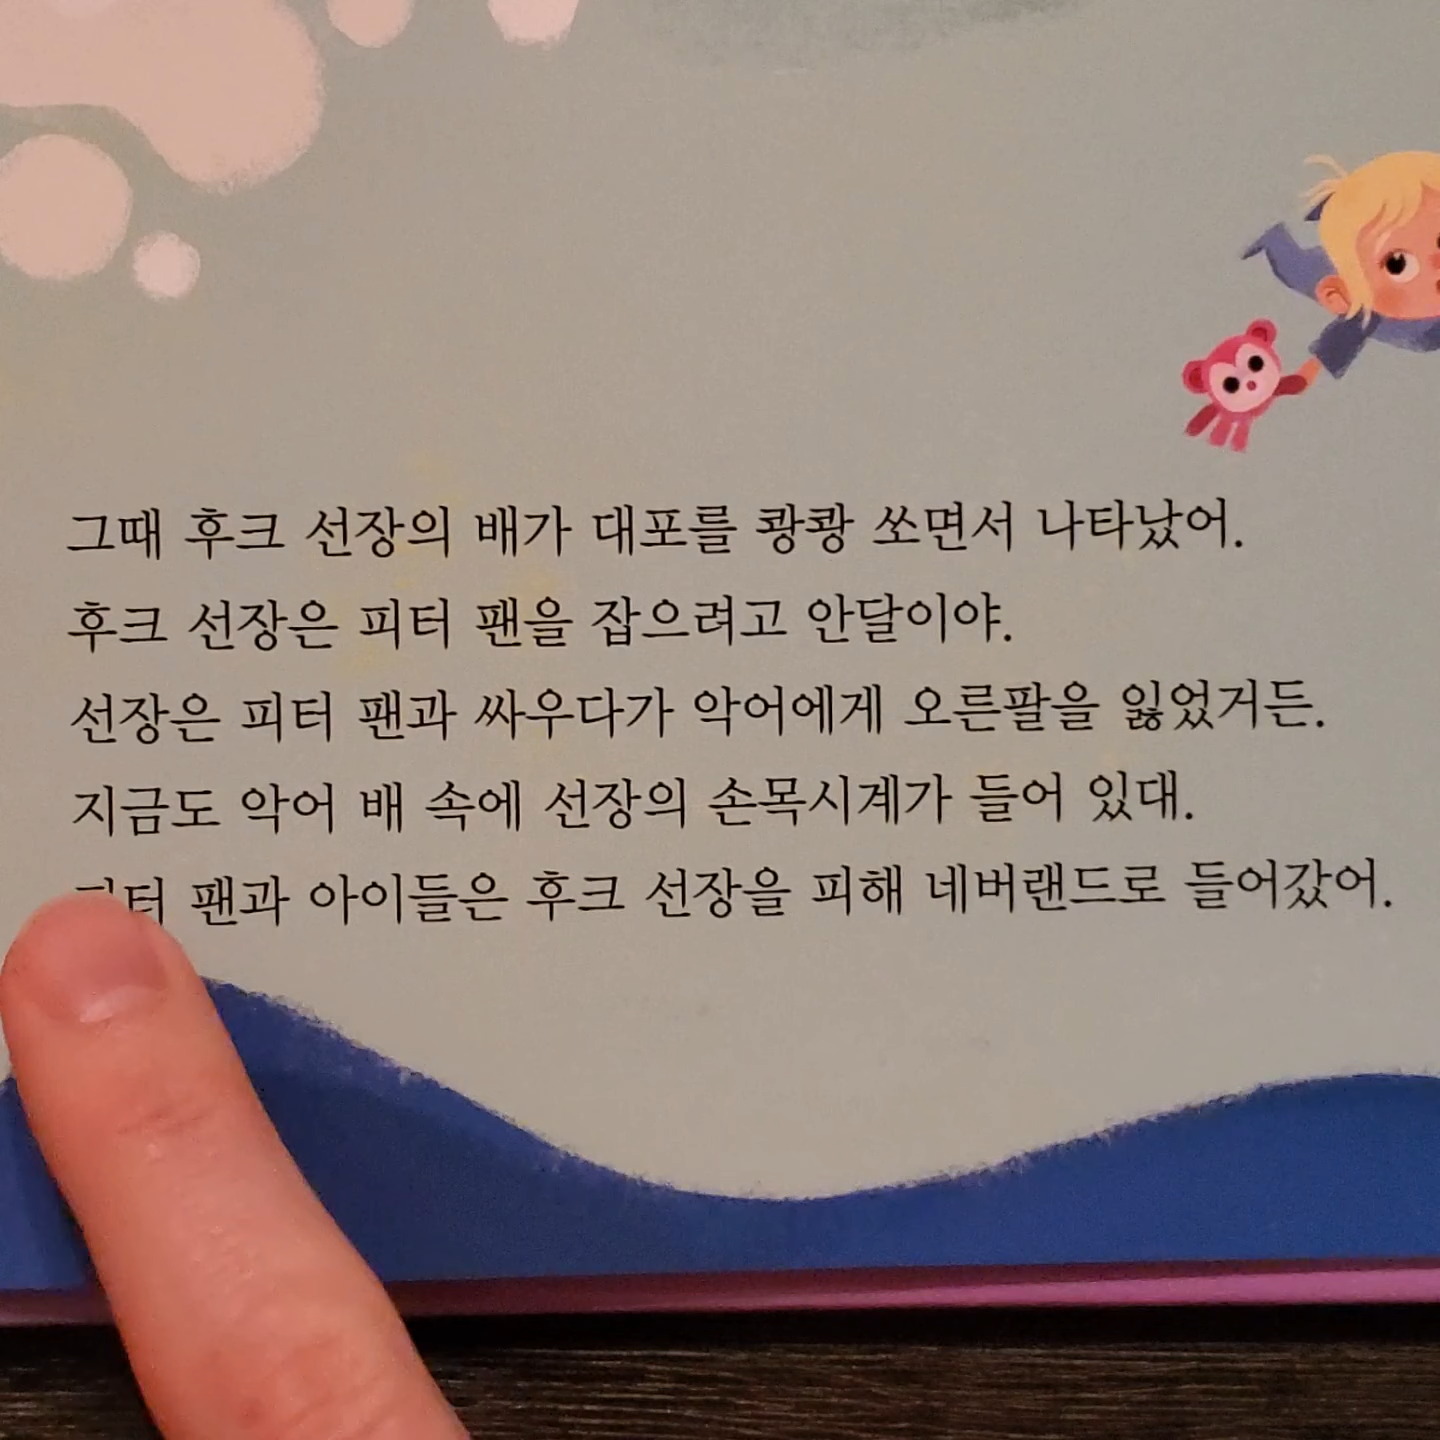 그때 후크 선장의 배가 대포를 쾅쾅 쏘면서 나타났어.
후크 선장은 피터 팬을 잡으려고 안달이야.
선장은 피터 팬과 싸우다가 악어에게 오른팔을 잃었거든.
지금도 악어 배 속에 선장의 손목시계가 들어 있대.
피터 팬과 아이들은 후크 선장을 피해 네버랜드로 들어갔어.